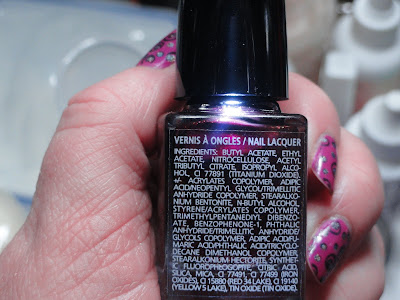 VERNIS À ONGLES / NAIL LACQUER
INGREDIENTS: BUTYL ACETATE, ETHYL
ACETATE, NITROCELLULOSE, ACETYL
TRIBUTYL CITRATE, ISOPROPYL ALCO-
HOL, CI 77891 (TITANIUM DIOXIDE),
+/- ACRYLATES COPOLYMER, ADIPIC
ACID/NEOPENTYL GLYCOL/TRIMELLITIC
ANHYDRIDE COPOLYMER, STEARALKO-
NIUM BENTONITE, N-BUTYL ALCOHOL,
STYRENE/ACRYLATES COPOLYMER,
TRIMETHYLPENTANEDYL DIBENZO-
ATE, BENZOPHENONE-1, PHTHALIC
ANHYDRIDE/TRIMELLITIC ANHYDRIDE/
GLYCOLS COPOLYMER, ADIPIC ACID/FU-
MARIC ACID/PHTHALIC ACID/TRICYCLO-
DECANE DIMETHANOL COPOLYMER,
STEARALKONIUM HECTORITE, SYNTHET-
IC FLUORPHLOGOPITE, CITRIC ACID,
SILICA, MICA, CI 77491, CI 77499 (IRON
OXIDES), CI 15880 (RED 34 LAKE), CI 19140
(YELLOW 5 LAKE), TIN OXIDE (TIN OXIDE).